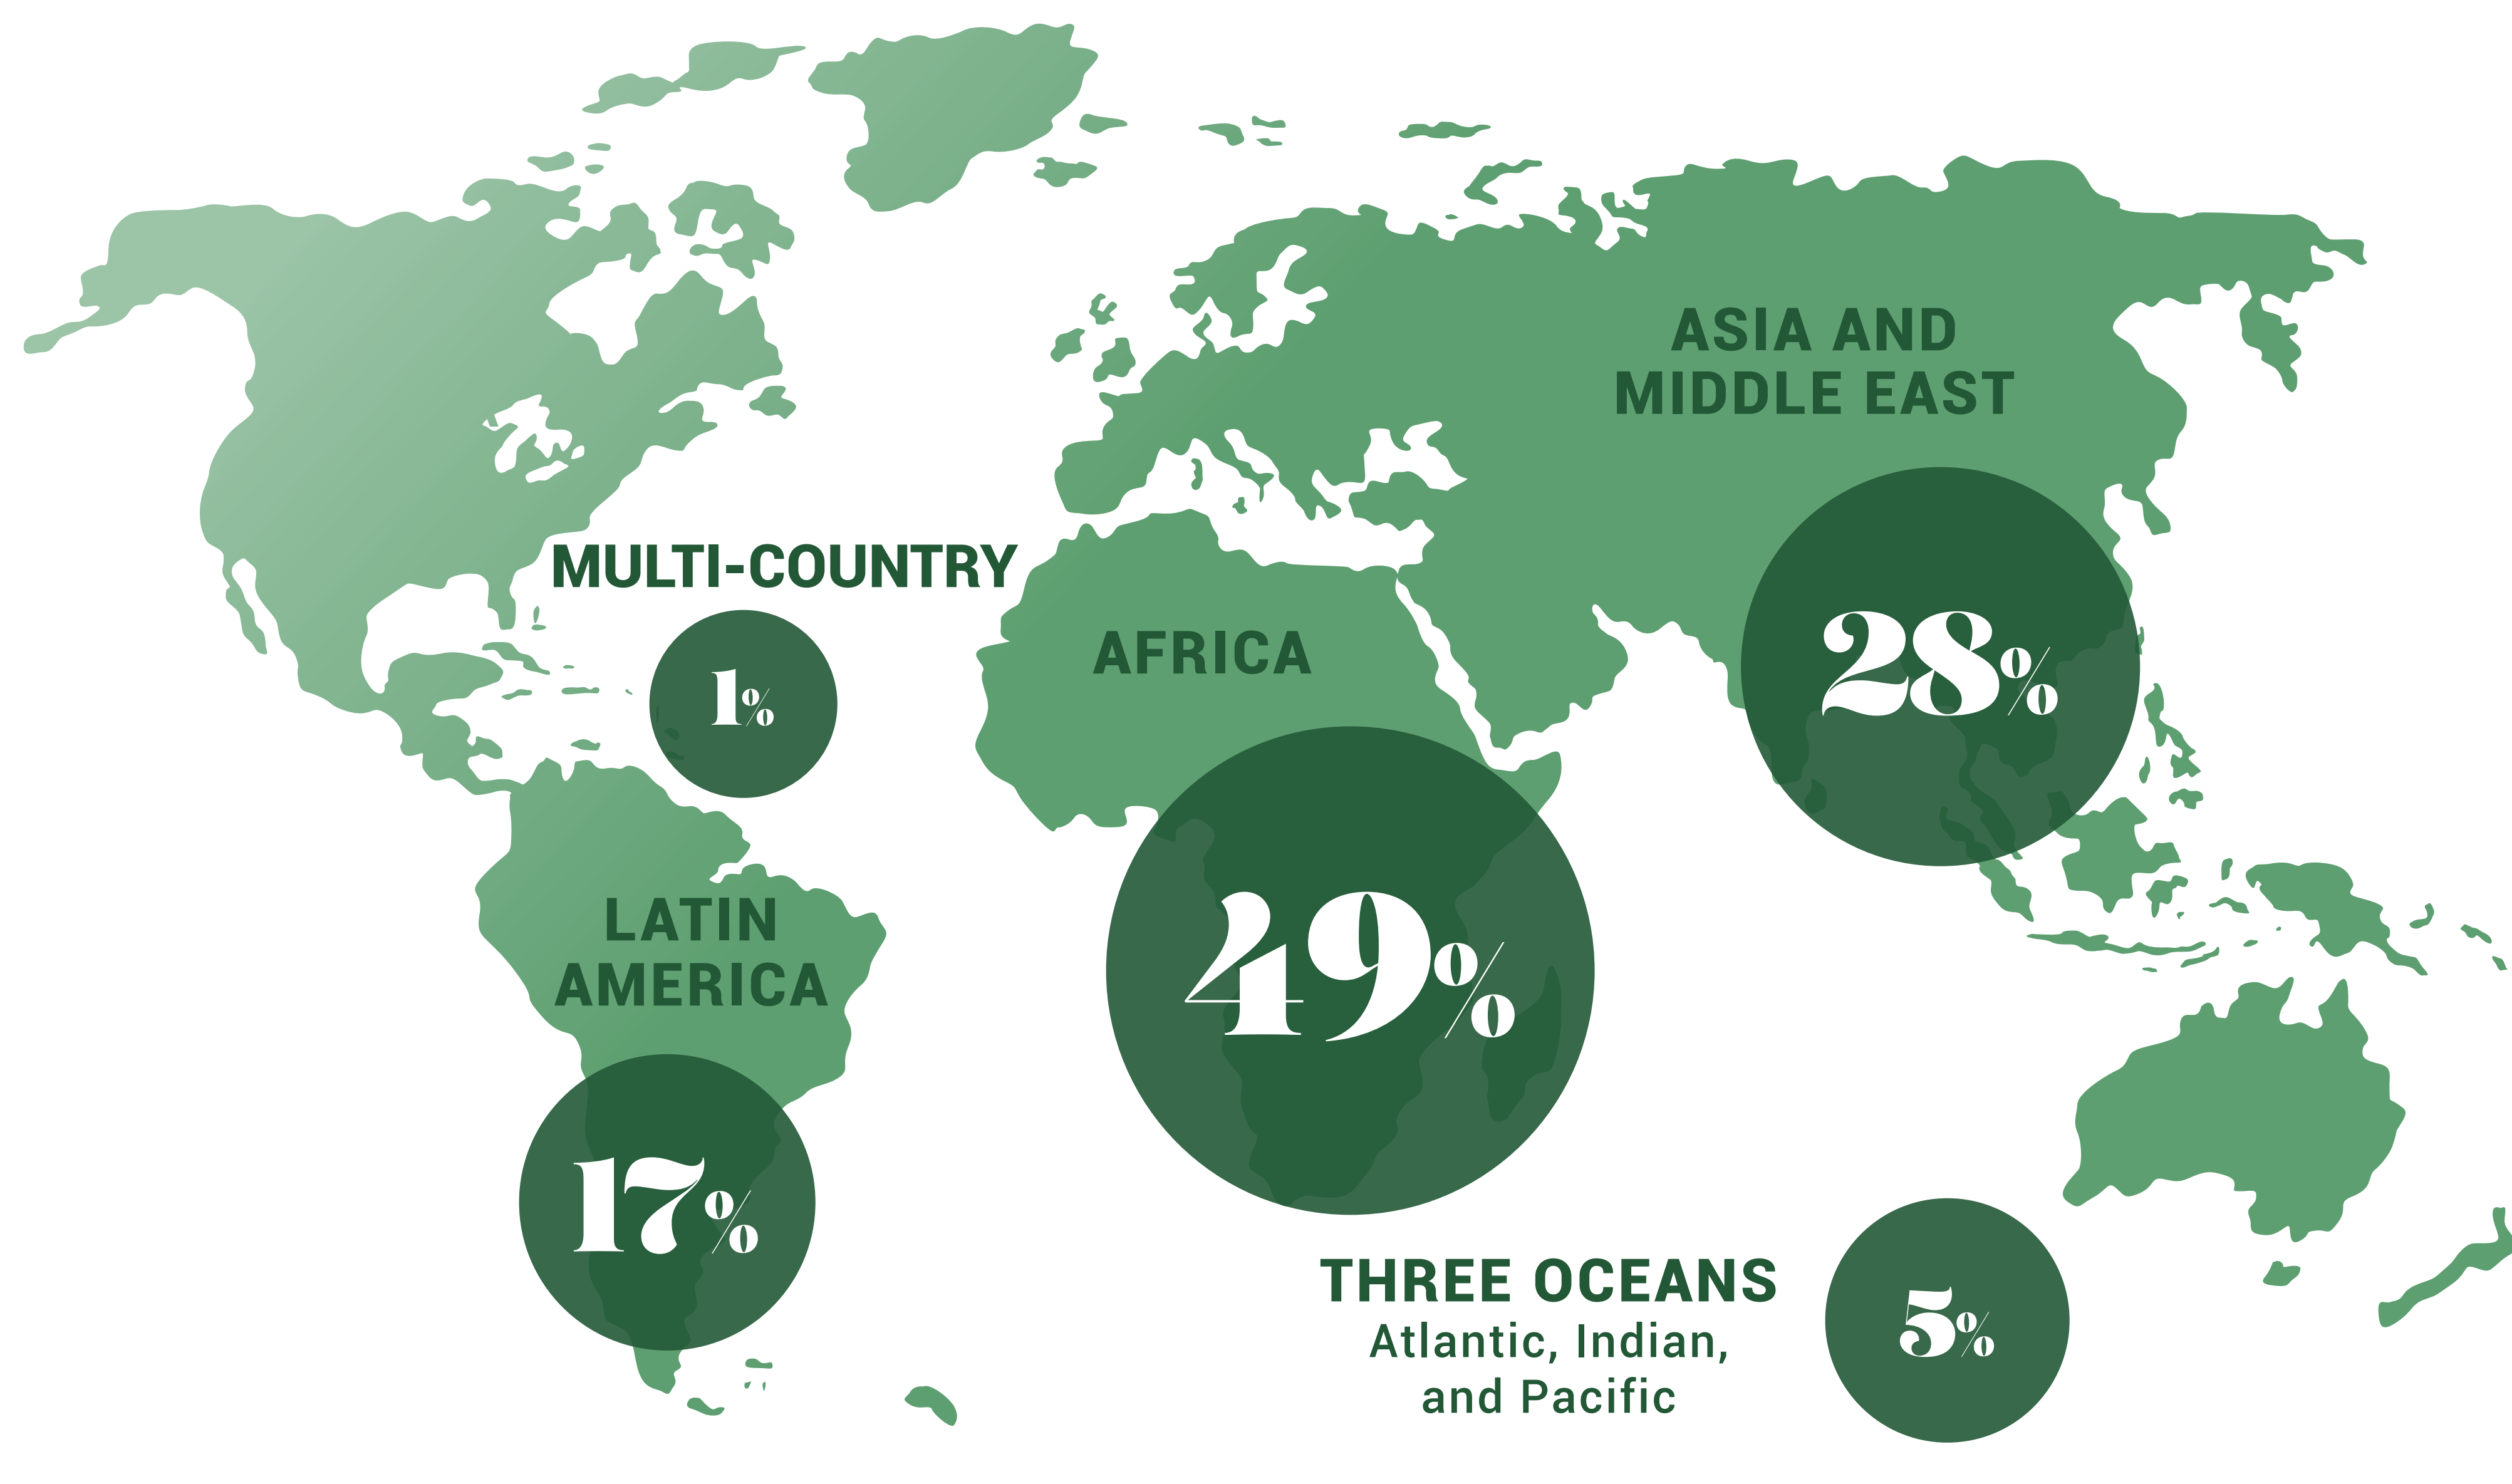 ASIA AND
MIDDLE EAST
28%
MULTI-COUNTRY
1%
AFRICA
49%
LATIN
AMERICA
17%
THREE OCEANS
Atlantic, Indian,
and Pacific
5%